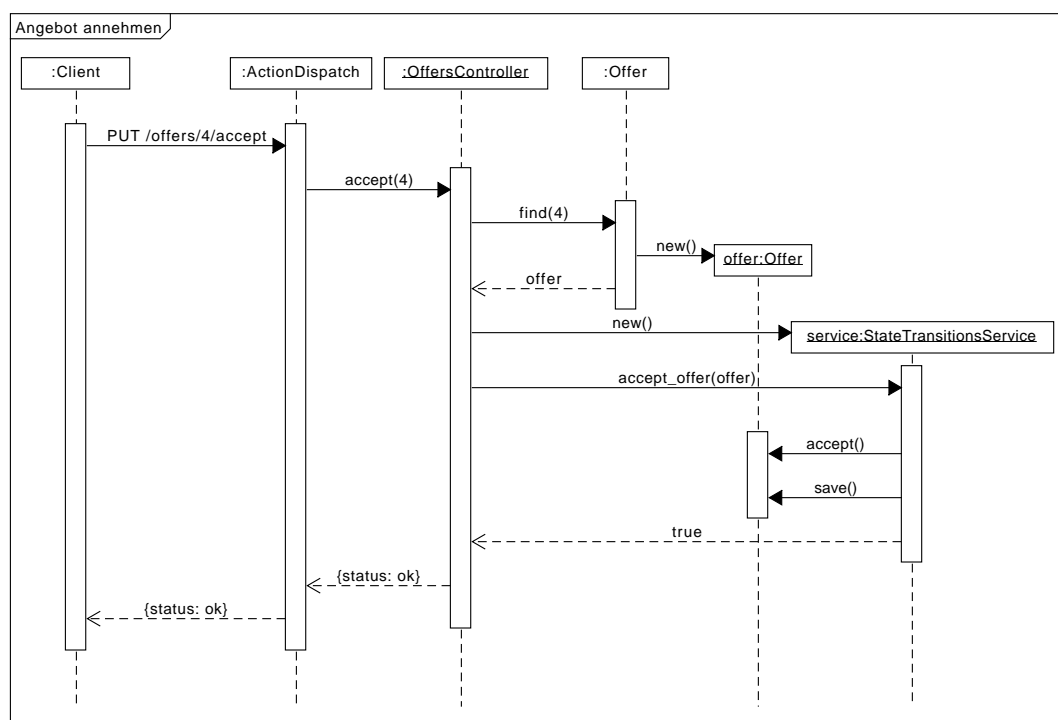 Angebot annehmen
:Client
:ActionDispatch
:OffersController
:Offer
PUT /offers/4/accept
accept(4)
find(4)
new()
offer:Offer
offer
new()
service:StateTransitionsService
accept_offer(offer)
accept()
save()
true
{status: ok}
{status: ok}